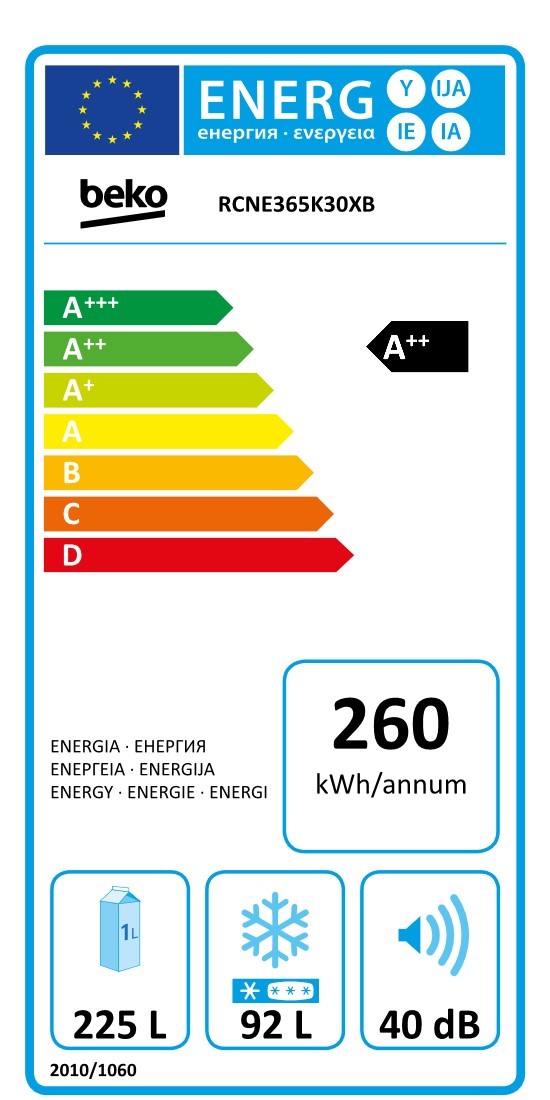 ENERG
енергия · ενεργεια
Y IJA
IE IA
beko RCNE365K30XB
A+++
A++
A++
A+
A
B
C
D
260
kWh/annum
ENERGIA · ЕНЕРГИЯ
ΕΝΕΡΓΕΙΑ · ENERGIJA
ENERGY · ENERGIE · ENERGI
1L
225 L
92 L
40 dB
2010/1060